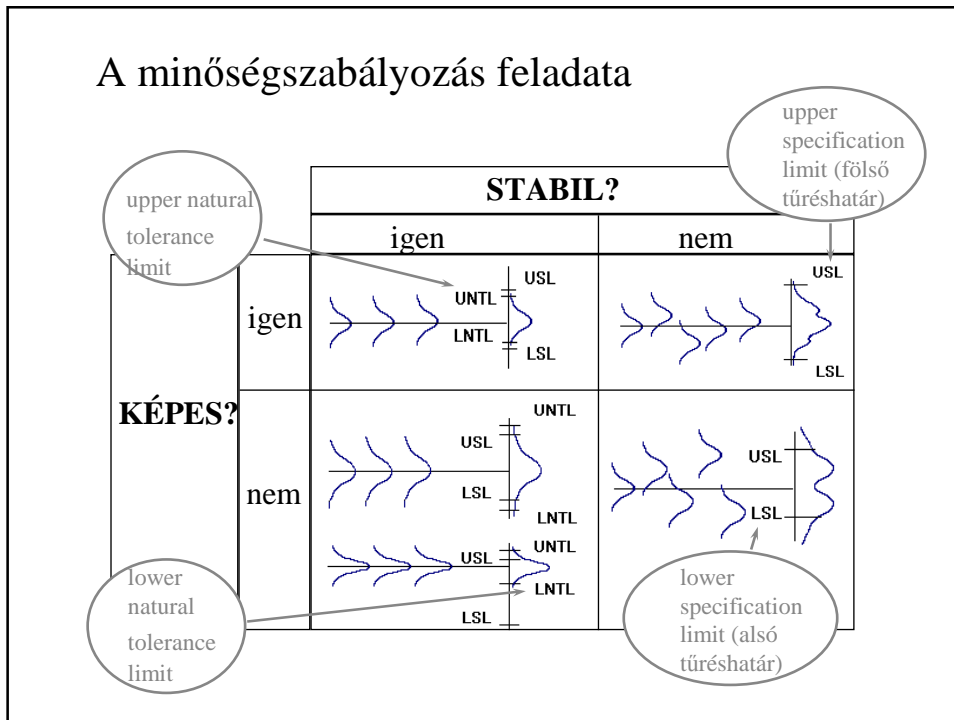 A minőségszabályozás feladata
upper natural
tolerance
limit
upper
specification
limit (fölső
tűréshatár)
STABIL?
igen
nem
KÉPES?
igen
USL
UNTL
LNTL
LSL
USL
LSL
nem
UNTL
USL
LSL
LNTL
UNTL
USL
LNTL
LSL
USL
LSL
lower
natural
tolerance
limit
lower
specification
limit (alsó
tűréshatár)